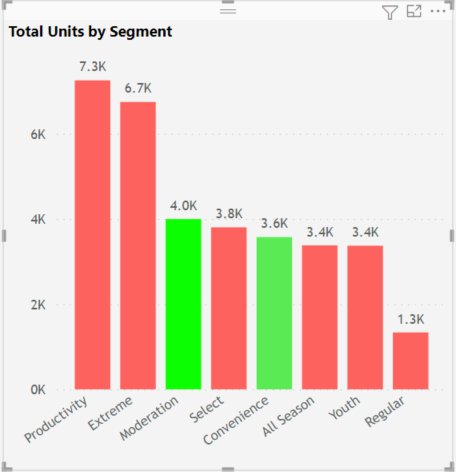 Total Units by Segment
7.3K
6.7K
6K
4.0K
3.8K
3.6K
3.4K
3.4K
4K
2K
1.3K
0K
Productivity
Extreme
Moderation
Select
Convenience
All Season
Youth
Regular